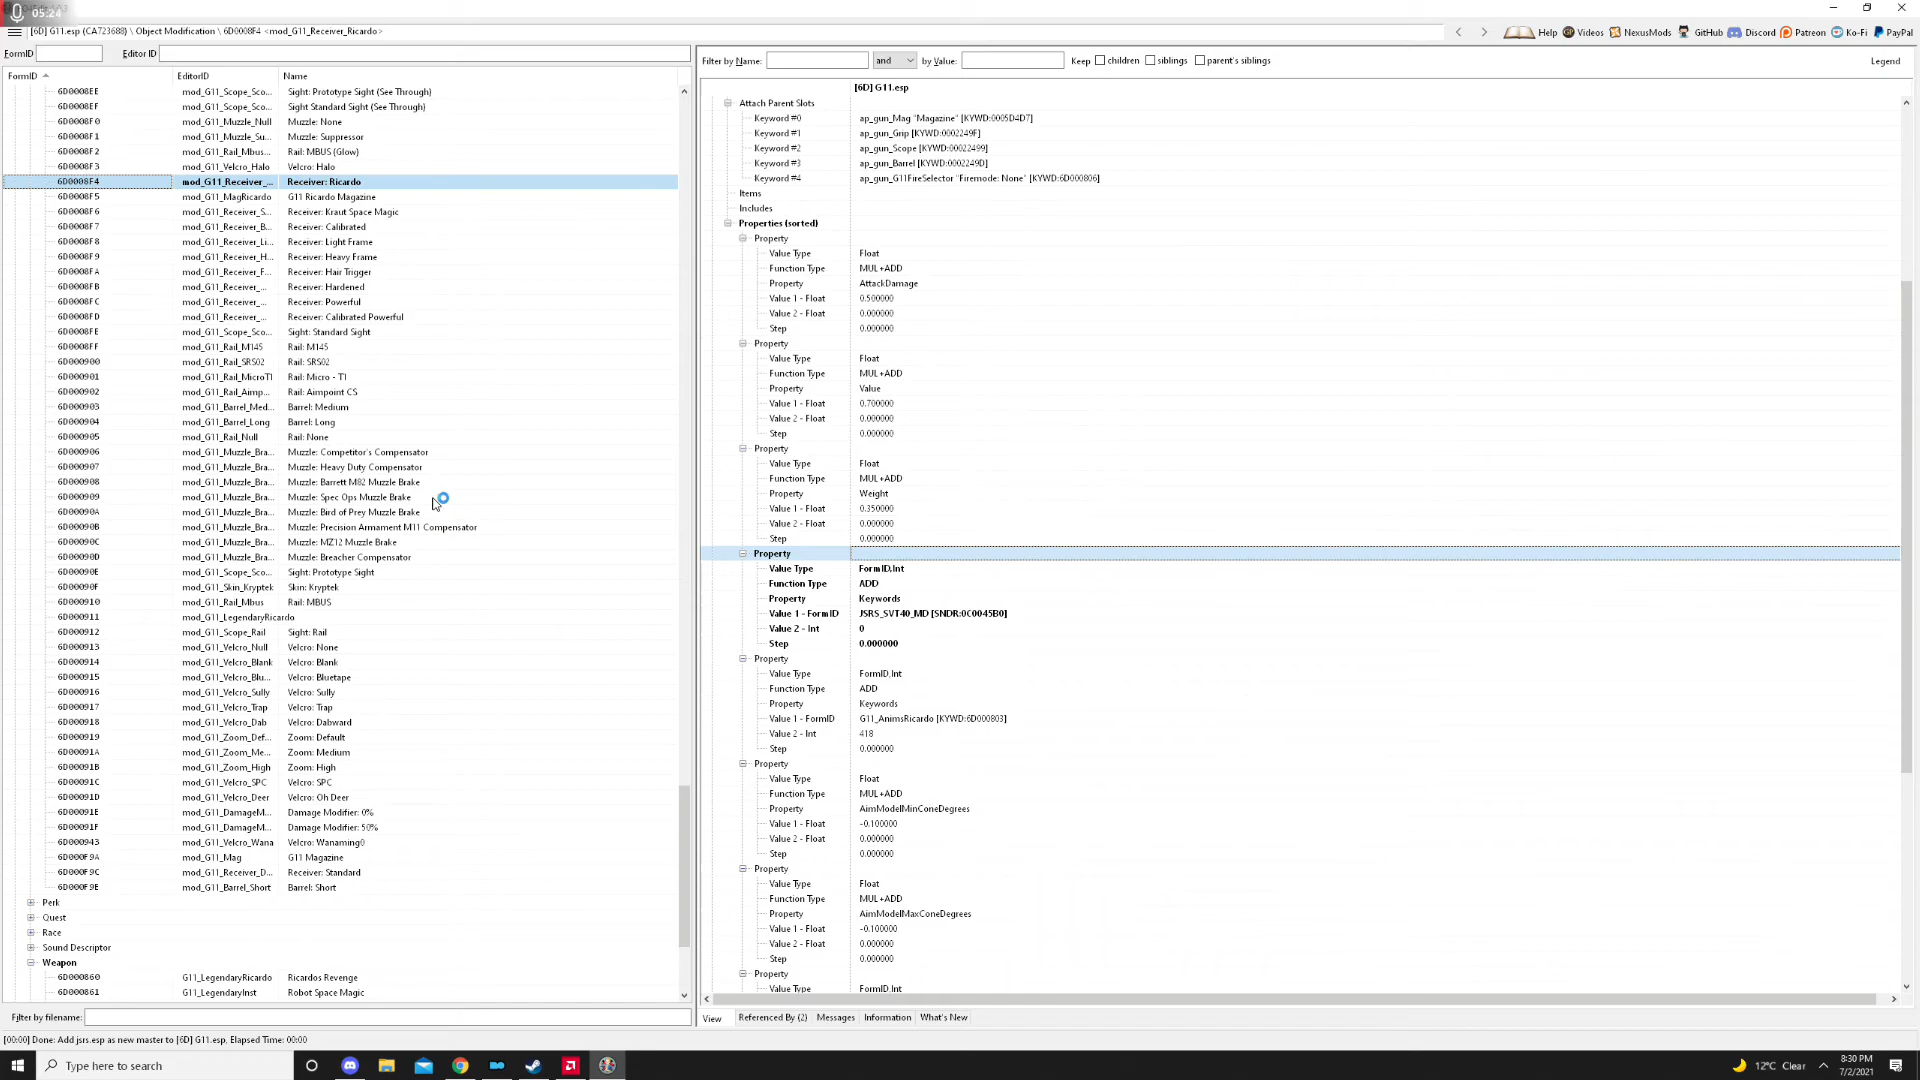 05:24
[6D] G11.esp (CA723688) \ Object Modification \ 6D0008F4 <mod_G11_Receiver_Ricardo>
Help Videos NexusMods GitHub Discord Patreon Ko-Fi PayPal
FormID Editor ID
Filter by Name: and by Value: Keep children siblings parent's siblings Legend
FormID EditorID Name
6D0008EE mod_G11_Scope_Sco... Sight: Prototype Sight (See Through)
6D0008EF mod_G11_Scope_Sco... Sight Standard Sight (See Through)
6D0008F0 mod_G11_Muzzle_Null Muzzle: None
6D0008F1 mod_G11_Muzzle_Su... Muzzle: Suppressor
6D0008F2 mod_G11_Rail_Mbus... Rail: MBUS (Glow)
6D0008F3 mod_G11_Velcro_Halo Velcro: Halo
6D0008F4 mod_G11_Receiver_... Receiver: Ricardo
6D0008F5 mod_G11_MagRicardo G11 Ricardo Magazine
6D0008F6 mod_G11_Receiver_S... Receiver: Kraut Space Magic
6D0008F7 mod_G11_Receiver_B... Receiver: Calibrated
6D0008F8 mod_G11_Receiver_Li... Receiver: Light Frame
6D0008F9 mod_G11_Receiver_H... Receiver: Heavy Frame
6D0008FA mod_G11_Receiver_F... Receiver: Hair Trigger
6D0008FB mod_G11_Receiver_... Receiver: Hardened
6D0008FC mod_G11_Receiver_... Receiver: Powerful
6D0008FD mod_G11_Receiver_... Receiver: Calibrated Powerful
6D0008FE mod_G11_Scope_Sco... Sight: Standard Sight
6D0008FF mod_G11_Rail_M145 Rail: M145
6D000900 mod_G11_Rail_SRS02 Rail: SRS02
6D000901 mod_G11_Rail_MicroT1 Rail: Micro - T1
6D000902 mod_G11_Rail_Aimp... Rail: Aimpoint CS
6D000903 mod_G11_Barrel_Med... Barrel: Medium
6D000904 mod_G11_Barrel_Long Barrel: Long
6D000905 mod_G11_Rail_Null Rail: None
6D000906 mod_G11_Muzzle_Bra... Muzzle: Competitor's Compensator
6D000907 mod_G11_Muzzle_Bra... Muzzle: Heavy Duty Compensator
6D000908 mod_G11_Muzzle_Bra... Muzzle: Barrett M82 Muzzle Brake
6D000909 mod_G11_Muzzle_Bra... Muzzle: Spec Ops Muzzle Brake
6D00090A mod_G11_Muzzle_Bra... Muzzle: Bird of Prey Muzzle Brake
6D00090B mod_G11_Muzzle_Bra... Muzzle: Precision Armament M11 Compensator
6D00090C mod_G11_Muzzle_Bra... Muzzle: MZ12 Muzzle Brake
6D00090D mod_G11_Muzzle_Bra... Muzzle: Breacher Compensator
6D00090E mod_G11_Scope_Sco... Sight: Prototype Sight
6D00090F mod_G11_Skin_Kryptek Skin: Kryptek
6D000910 mod_G11_Rail_Mbus Rail: MBUS
6D000911 mod_G11_LegendaryRicardo
6D000912 mod_G11_Scope_Rail Sight: Rail
6D000913 mod_G11_Velcro_Null Velcro: None
6D000914 mod_G11_Velcro_Blank Velcro: Blank
6D000915 mod_G11_Velcro_Blu... Velcro: Bluetape
6D000916 mod_G11_Velcro_Sully Velcro: Sully
6D000917 mod_G11_Velcro_Trap Velcro: Trap
6D000918 mod_G11_Velcro_Dab Velcro: Dabward
6D000919 mod_G11_Zoom_Def... Zoom: Default
6D00091A mod_G11_Zoom_Me... Zoom: Medium
6D00091B mod_G11_Zoom_High Zoom: High
6D00091C mod_G11_Velcro_SPC Velcro: SPC
6D00091D mod_G11_Velcro_Deer Velcro: Oh Deer
6D00091E mod_G11_DamageM... Damage Modifier: 0%
6D00091F mod_G11_DamageM... Damage Modifier: 50%
6D000943 mod_G11_Velcro_Wana Velcro: Wanaming0
6D000F9A mod_G11_Mag G11 Magazine
6D000F9C mod_G11_Receiver_D... Receiver: Standard
6D000F9E mod_G11_Barrel_Short Barrel: Short
Perk
Quest
Race
Sound Descriptor
Weapon
6D000860 G11_LegendaryRicardo Ricardos Revenge
6D000861 G11_LegendaryInst Robot Space Magic
Filter by filename:
[6D] G11.esp
Attach Parent Slots
Keyword #0 ap_gun_Mag "Magazine" [KYWD:0005D4D7]
Keyword #1 ap_gun_Grip [KYWD:0002249F]
Keyword #2 ap_gun_Scope [KYWD:00022499]
Keyword #3 ap_gun_Barrel [KYWD:0002249D]
Keyword #4 ap_gun_G11FireSelector "Firemode: None" [KYWD:6D000806]
Items
Includes
Properties (sorted)
Property
Value Type Float
Function Type MUL+ADD
Property AttackDamage
Value 1 - Float 0.500000
Value 2 - Float 0.000000
Step 0.000000
Property
Value Type Float
Function Type MUL+ADD
Property Value
Value 1 - Float 0.700000
Value 2 - Float 0.000000
Step 0.000000
Property
Value Type Float
Function Type MUL+ADD
Property Weight
Value 1 - Float 0.350000
Value 2 - Float 0.000000
Step 0.000000
Property
Value Type FormID,Int
Function Type ADD
Property Keywords
Value 1 - FormID JSRS_SVT40_MD [SNDR:0C0045B0]
Value 2 - Int 0
Step 0.000000
Property
Value Type FormID,Int
Function Type ADD
Property Keywords
Value 1 - FormID G11_AnimsRicardo [KYWD:6D000803]
Value 2 - Int 418
Step 0.000000
Property
Value Type Float
Function Type MUL+ADD
Property AimModelMinConeDegrees
Value 1 - Float -0.100000
Value 2 - Float 0.000000
Step 0.000000
Property
Value Type Float
Function Type MUL+ADD
Property AimModelMaxConeDegrees
Value 1 - Float -0.100000
Value 2 - Float 0.000000
Step 0.000000
Property
Value Type FormID,Int
View Referenced By (2) Messages Information What's New
[00:00] Done: Add jsrs.esp as new master to [6D] G11.esp, Elapsed Time: 00:00
Type here to search
12°C Clear
8:30 PM
7/2/2021